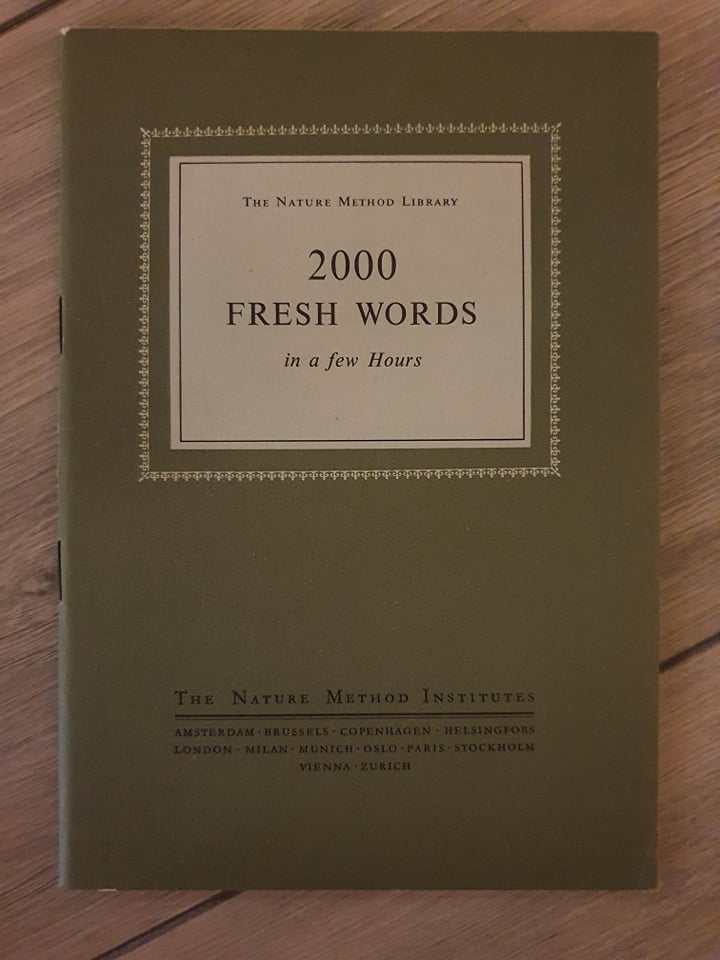 The Nature Method Library
2000
FRESH WORDS
in a few Hours
The Nature Method Institutes
AMSTERDAM · BRUSSELS · COPENHAGEN · HELSINGFORS
LONDON · MILAN · MUNICH · OSLO · PARIS · STOCKHOLM
VIENNA · ZURICH